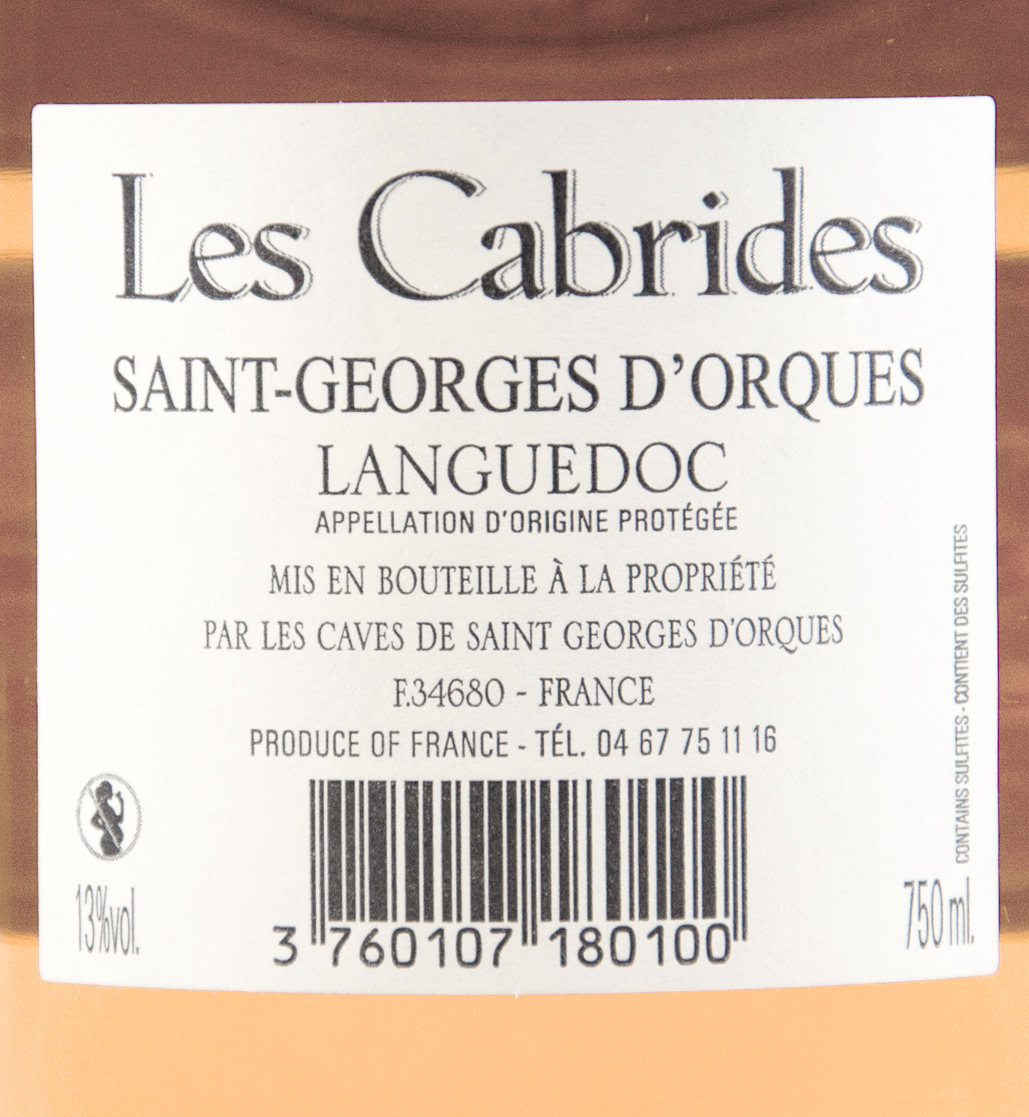 Les Cabrides
SAINT-GEORGES D'ORQUES
LANGUEDOC
APPELLATION D'ORIGINE PROTÉGÉE
MIS EN BOUTEILLE À LA PROPRIÉTÉ
PAR LES CAVES DE SAINT GEORGES D'ORQUES
F.34680 - FRANCE
PRODUCE OF FRANCE - TÉL. 04 67 75 11 16
CONTAINS SULFITES - CONTIENT DES SULFITES
13%vol.
750 ml.
3 760107 180100